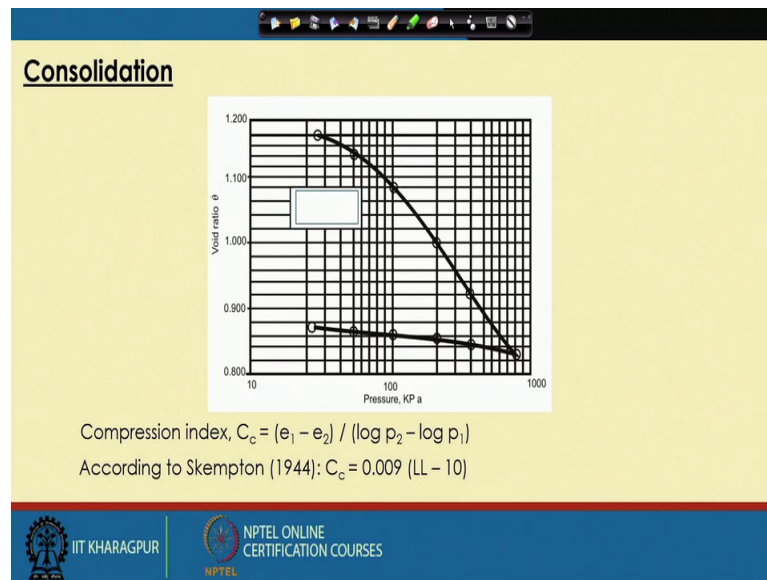 Consolidation
1.200
1.100
1.000
0.900
0.800
Void ratio θ
10
100
1000
Pressure, KP a
Compression index, Cc = (e1 – e2) / (log p2 – log p1)
According to Skempton (1944): Cc = 0.009 (LL – 10)
IIT KHARAGPUR
NPTEL
NPTEL ONLINE
CERTIFICATION COURSES